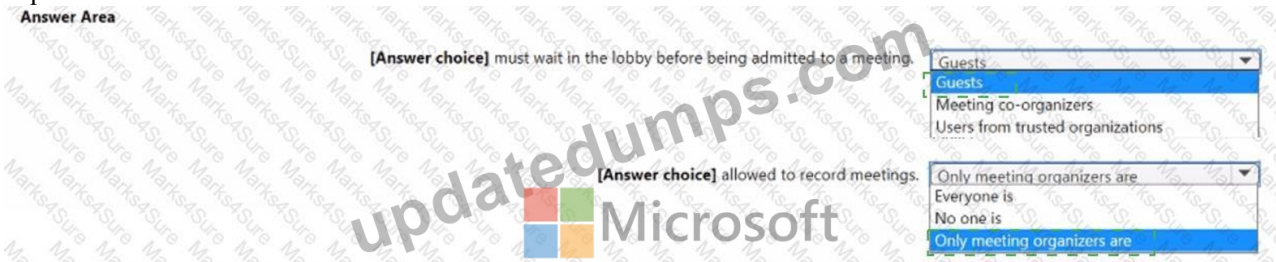 Answer Area
[Answer choice] must wait in the lobby before being admitted to a meeting.
Guests
Guests
Meeting co-organizers
Users from trusted organizations
[Answer choice] allowed to record meetings.
Only meeting organizers are
Everyone is
No one is
Only meeting organizers are
updatedumps.com
Microsoft
Marks4Sure